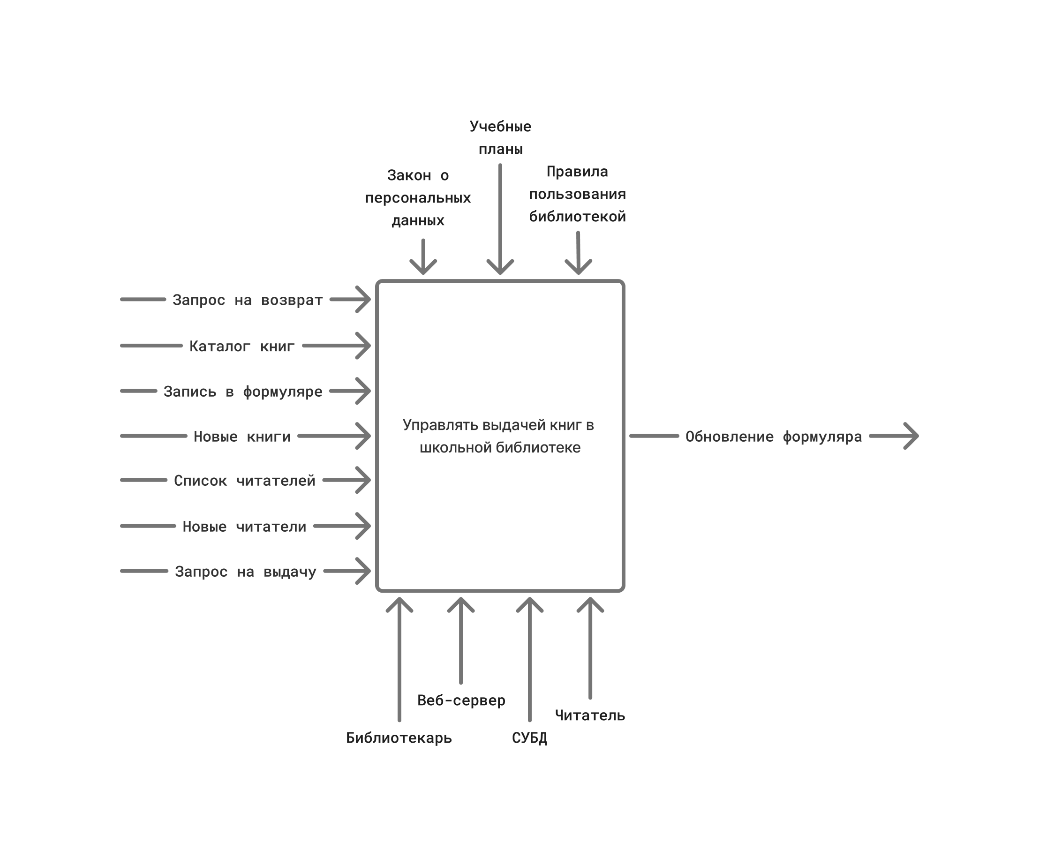 Учебные
планы
Закон о
персональных
данных
Правила
пользования
библиотекой
Запрос на возврат
Каталог книг
Запись в формуляре
Новые книги
Список читателей
Новые читатели
Запрос на выдачу
Управлять выдачей книг в
школьной библиотеке
Обновление формуляра
Библиотекарь
Веб-сервер
СУБД
Читатель